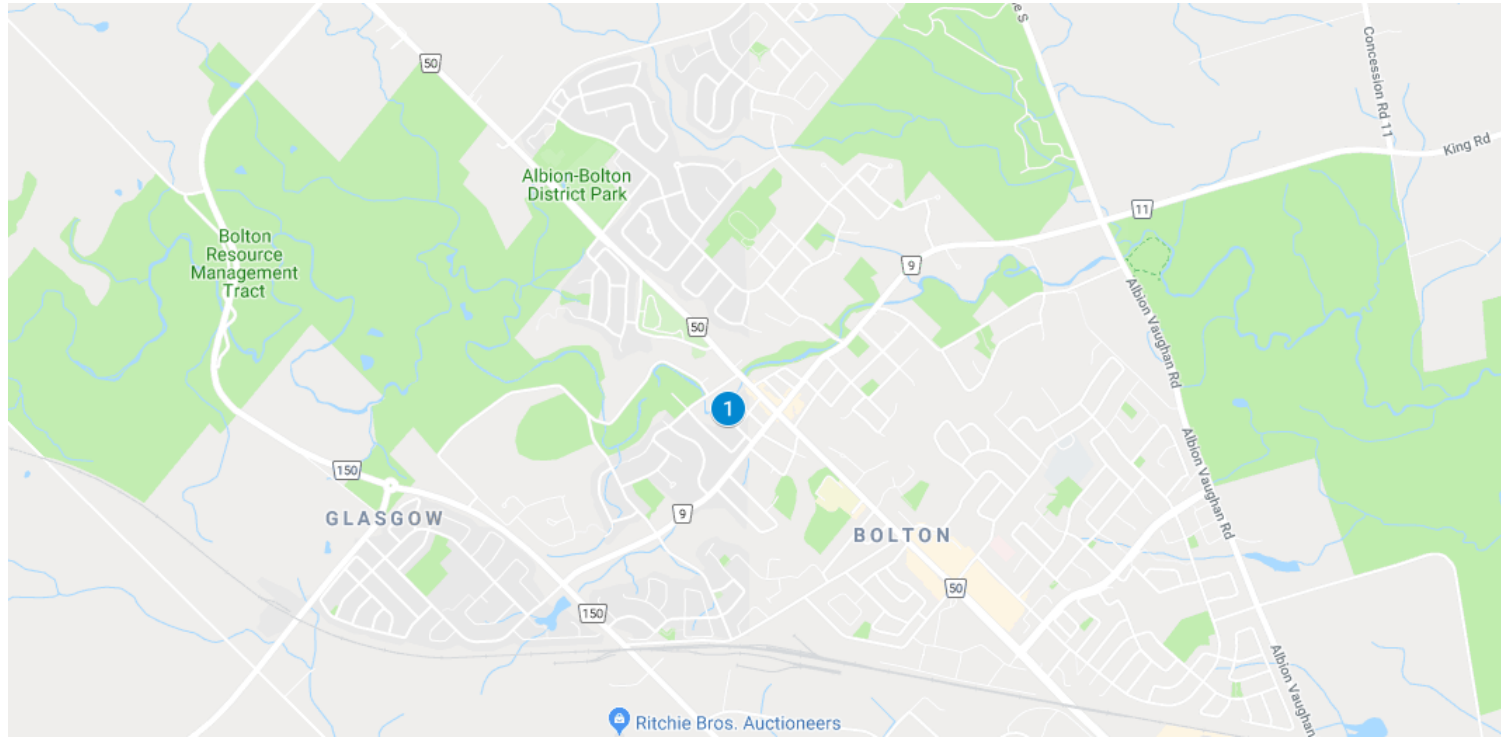 e S
50
Concession Rd 11
King Rd
Albion-Bolton
District Park
11
Bolton
Resource
Management
Tract
9
Albion Vaughan Rd
50
1
Albion Vaughan Rd
150
9
GLASGOW
BOLTON
50
150
Albion Vaughan
Ritchie Bros. Auctioneers